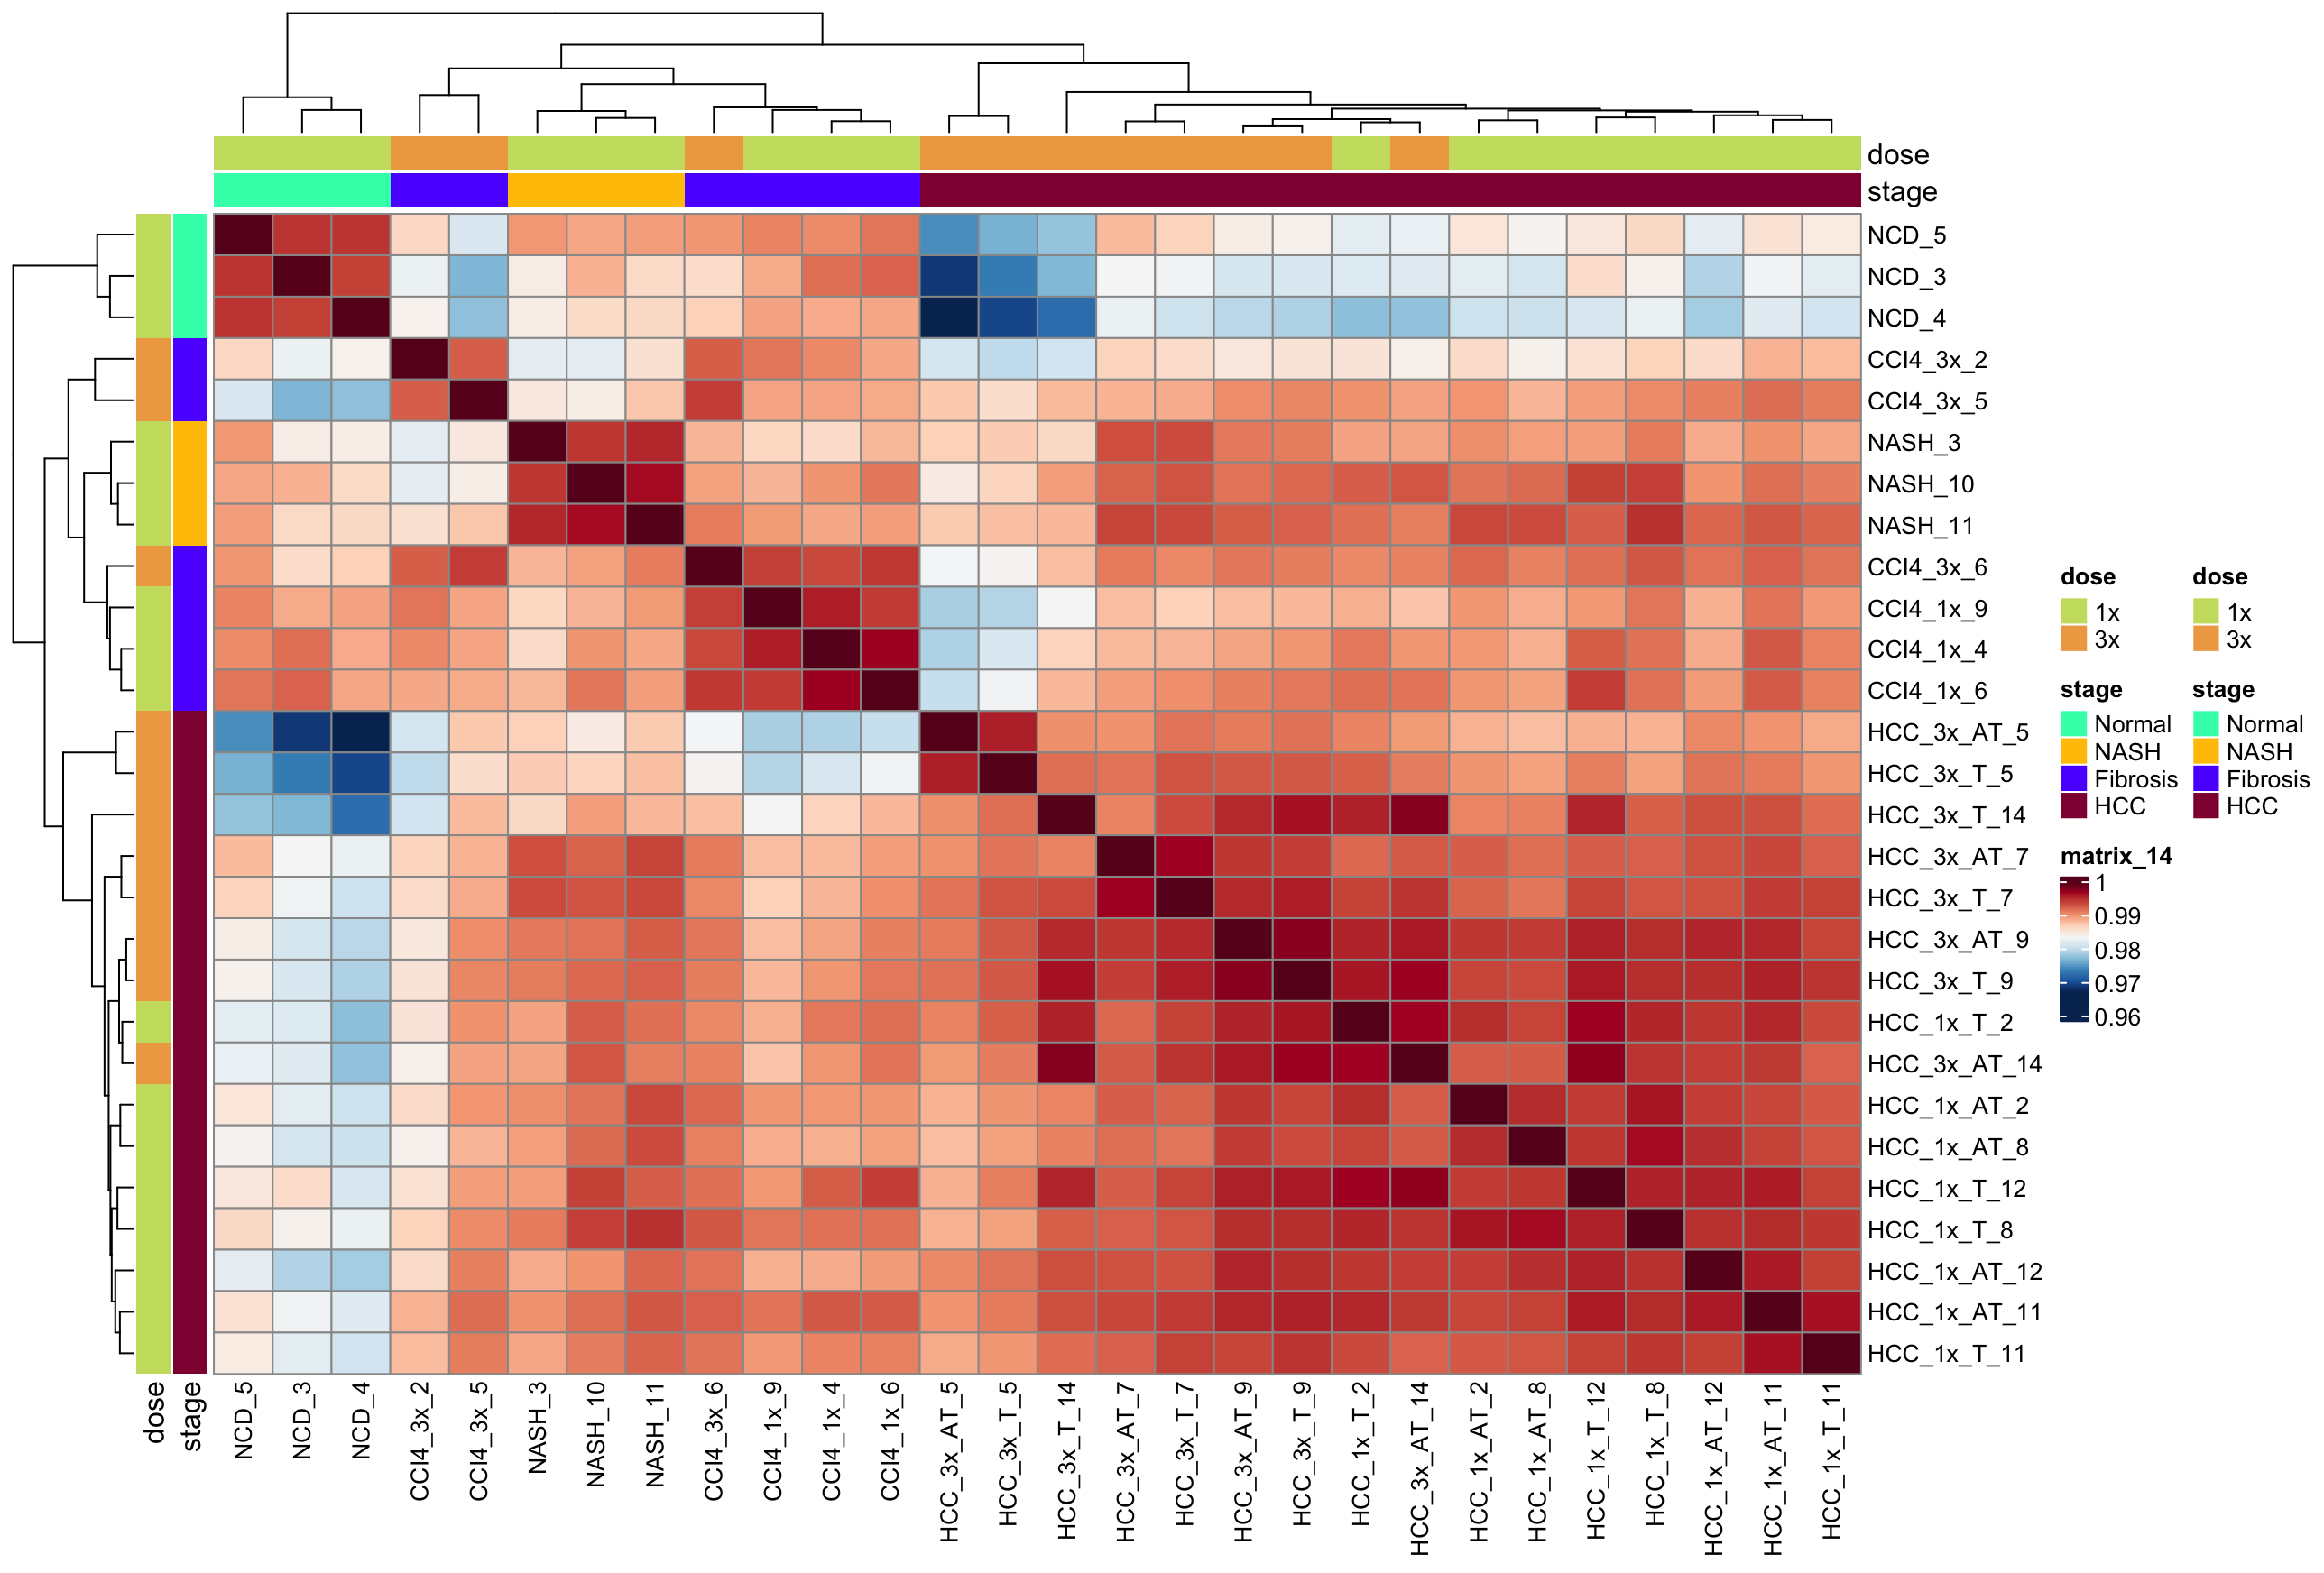 dose
stage
NCD_5
NCD_3
NCD_4
CCl4_3x_2
CCl4_3x_5
NASH_3
NASH_10
NASH_11
CCl4_3x_6
CCl4_1x_9
CCl4_1x_4
CCl4_1x_6
HCC_3x_AT_5
HCC_3x_T_5
HCC_3x_T_14
HCC_3x_AT_7
HCC_3x_T_7
HCC_3x_AT_9
HCC_3x_T_9
HCC_1x_T_2
HCC_3x_AT_14
HCC_1x_AT_2
HCC_1x_AT_8
HCC_1x_T_12
HCC_1x_T_8
HCC_1x_AT_12
HCC_1x_AT_11
HCC_1x_T_11
dose
stage
NCD_5
NCD_3
NCD_4
CCl4_3x_2
CCl4_3x_5
NASH_3
NASH_10
NASH_11
CCl4_3x_6
CCl4_1x_9
CCl4_1x_4
CCl4_1x_6
HCC_3x_AT_5
HCC_3x_T_5
HCC_3x_T_14
HCC_3x_AT_7
HCC_3x_T_7
HCC_3x_AT_9
HCC_3x_T_9
HCC_1x_T_2
HCC_3x_AT_14
HCC_1x_AT_2
HCC_1x_AT_8
HCC_1x_T_12
HCC_1x_T_8
HCC_1x_AT_12
HCC_1x_AT_11
HCC_1x_T_11
dose
1x
3x
stage
Normal
NASH
Fibrosis
HCC
matrix_14
1
0.99
0.98
0.97
0.96
dose
1x
3x
stage
Normal
NASH
Fibrosis
HCC